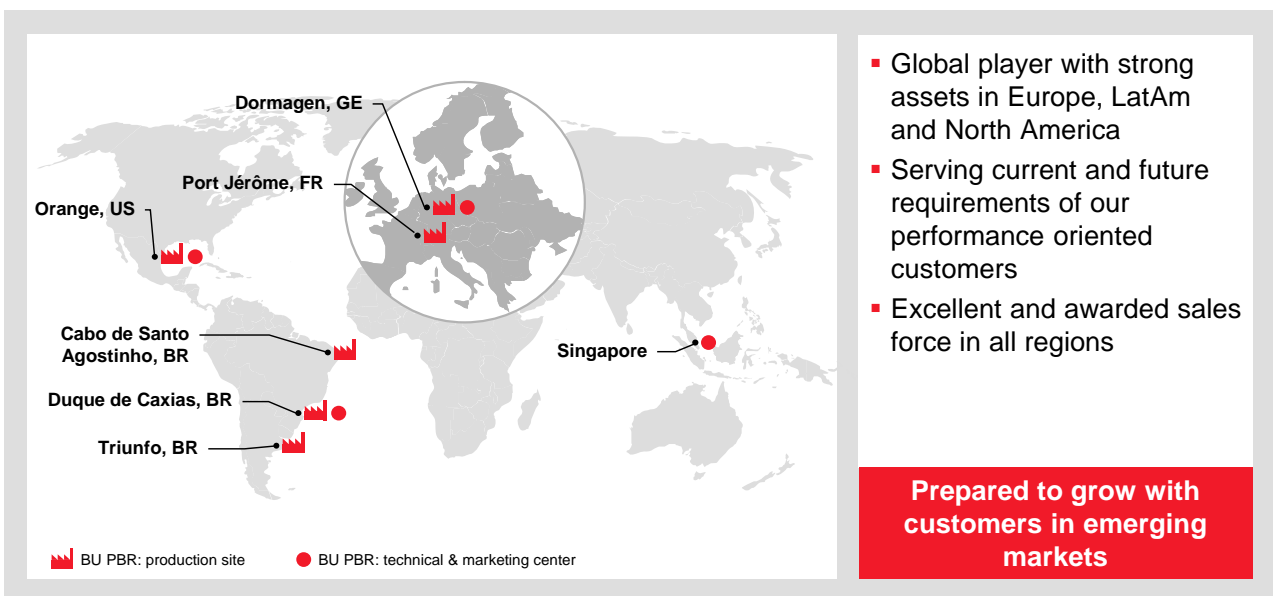 Dormagen, GE
Port Jérôme, FR
Orange, US
Cabo de Santo
Agostinho, BR
Duque de Caxias, BR
Triunfo, BR
Singapore
BU PBR: production site
BU PBR: technical & marketing center
▪ Global player with strong
assets in Europe, LatAm
and North America
▪ Serving current and future
requirements of our
performance oriented
customers
▪ Excellent and awarded sales
force in all regions
Prepared to grow with
customers in emerging
markets